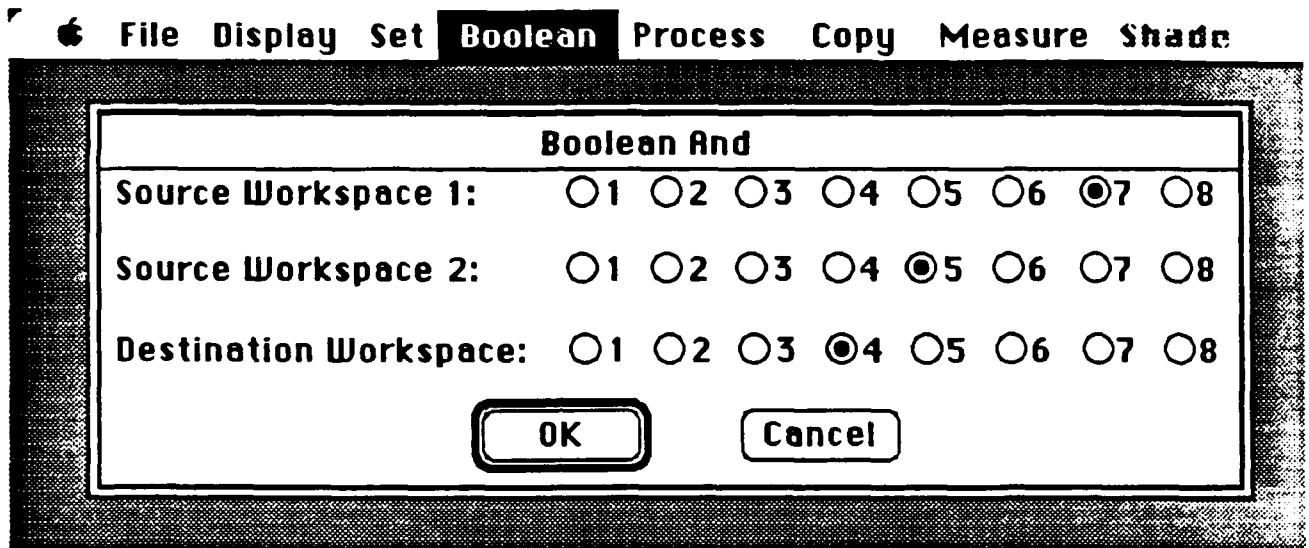 File Display Set Boolean Process Copy Measure Shade
Boolean And
Source Workspace 1: 1 2 3 4 5 6 7 8
Source Workspace 2: 1 2 3 4 5 6 7 8
Destination Workspace: 1 2 3 4 5 6 7 8
OK Cancel